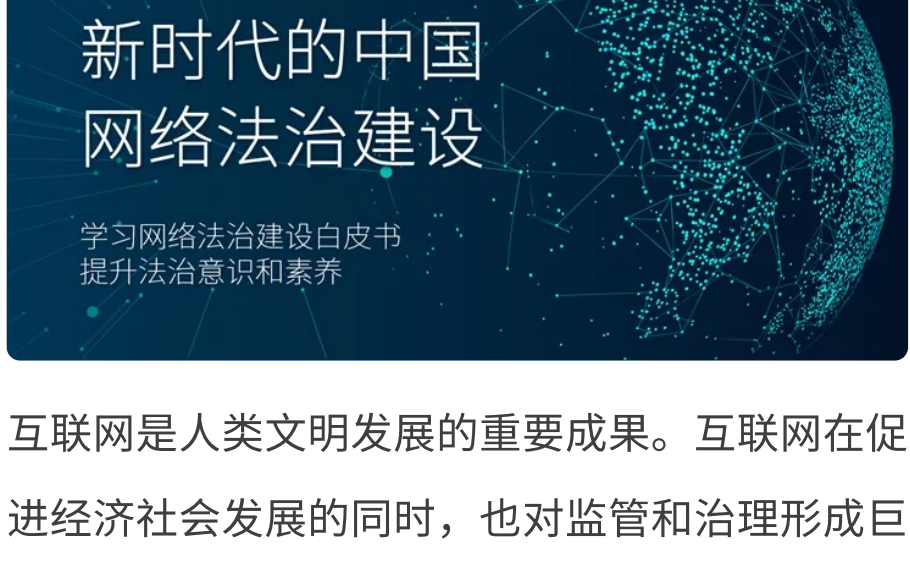 新时代的中国
网络法治建设
学习网络法治建设白皮书
提升法治意识和素养
互联网是人类文明发展的重要成果。互联网在促
进经济社会发展的同时，也对监管和治理形成巨